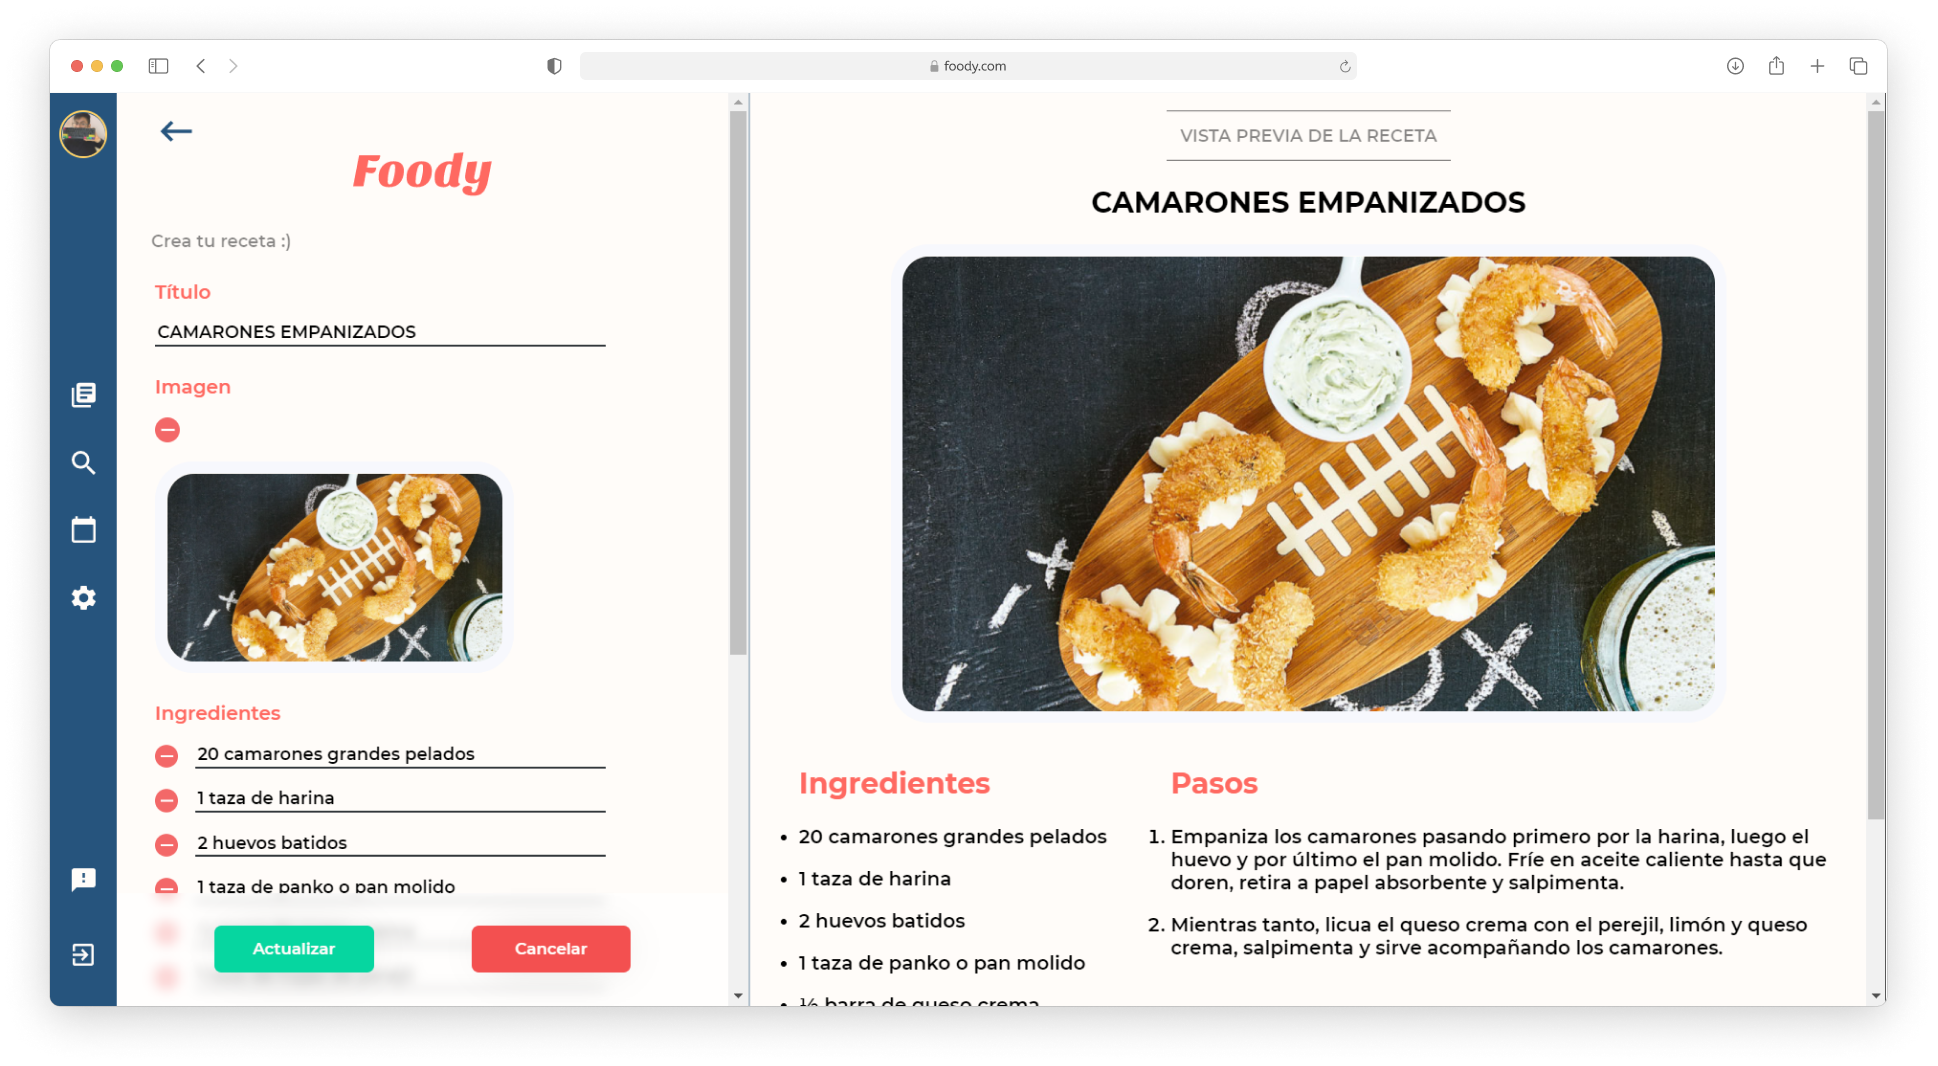 foody.com
Foody
Crea tu receta :)
Título
CAMARONES EMPANIZADOS
Imagen
Ingredientes
20 camarones grandes pelados
1 taza de harina
2 huevos batidos
1 taza de panko o pan molido
Actualizar
Cancelar
VISTA PREVIA DE LA RECETA
CAMARONES EMPANIZADOS
Ingredientes
• 20 camarones grandes pelados
• 1 taza de harina
• 2 huevos batidos
• 1 taza de panko o pan molido
• ½ barra de queso crema
Pasos
1. Empaniza los camarones pasando primero por la harina, luego el
huevo y por último el pan molido. Fríe en aceite caliente hasta que
doren, retira a papel absorbente y salpimenta.
2. Mientras tanto, licua el queso crema con el perejil, limón y queso
crema, salpimenta y sirve acompañando los camarones.